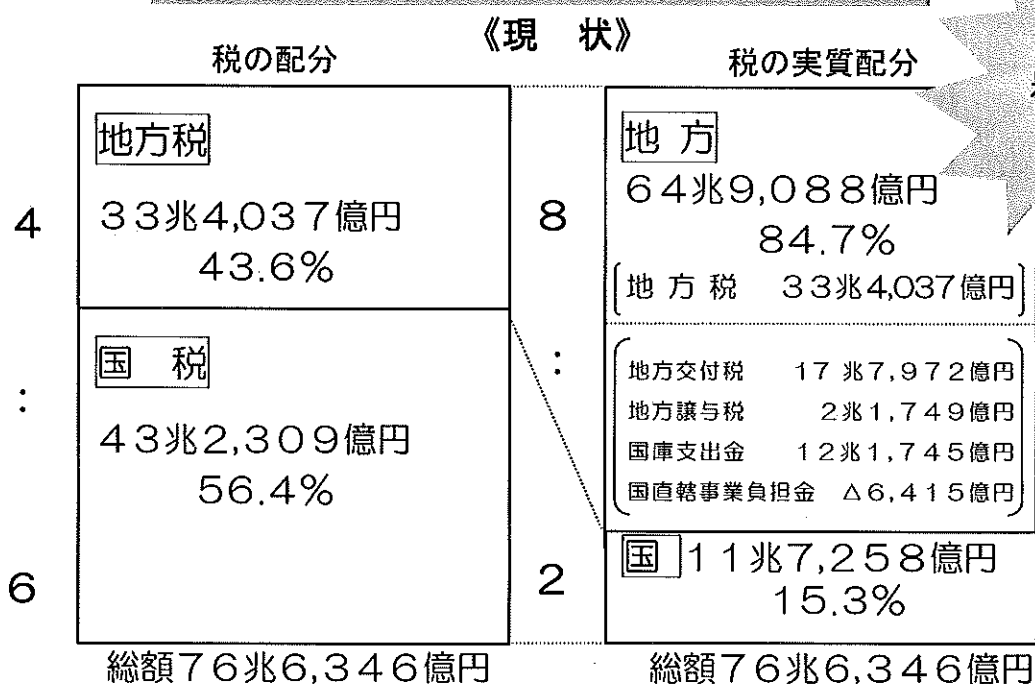 《現 状》
税の配分
税の実質配分
4
:
6
地方税
33兆4,037億円
43.6%
国 税
43兆2,309億円
56.4%
総額76兆6,346億円
8
:
2
地 方
64兆9,088億円
84.7%
地 方 税 33兆4,037億円
地方交付税 17兆7,972億円
地方譲与税 2兆1,749億円
国庫支出金 12兆1,745億円
国直轄事業負担金 △6,415億円
国 11兆7,258億円
15.3%
総額76兆6,346億円